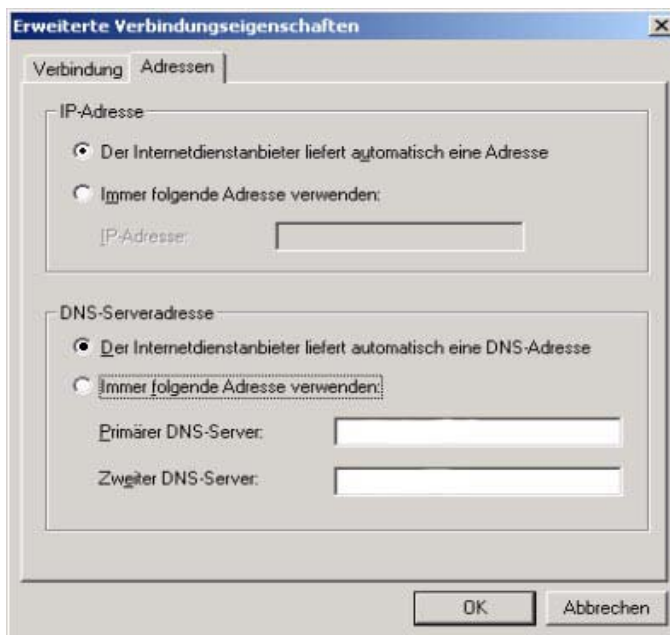 Erweiterte Verbindungseigenschaften
Verbindung Adressen
IP-Adresse
Der Internetdienstanbieter liefert automatisch eine Adresse
Immer folgende Adresse verwenden:
IP-Adresse:
DNS-Serveradresse
Der Internetdienstanbieter liefert automatisch eine DNS-Adresse
Immer folgende Adresse verwenden:
Primärer DNS-Server:
Zweiter DNS-Server:
OK Abbrechen